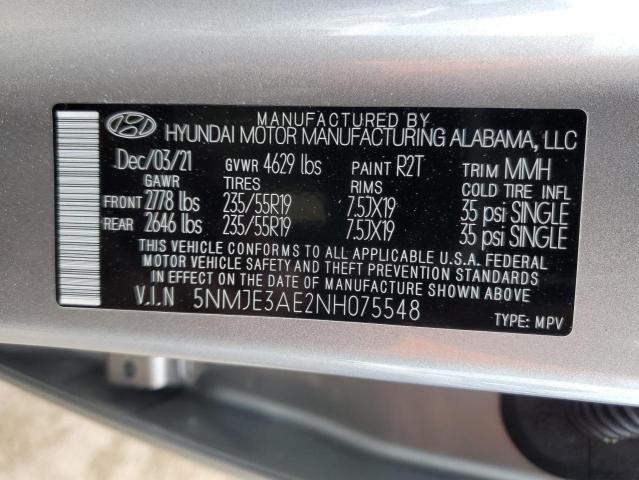 MANUFACTURED BY
HYUNDAI MOTOR MANUFACTURING ALABAMA, LLC
Dec/03/21 GVWR 4629 lbs PAINT R2T TRIM MMH
GAWR TIRES RIMS COLD TIRE INFL
FRONT 2778 lbs 235/55R19 7.5JX19 35 psi SINGLE
REAR 2646 lbs 235/55R19 7.5JX19 35 psi SINGLE
THIS VEHICLE CONFORMS TO ALL APPLICABLE U.S.A. FEDERAL
MOTOR VEHICLE SAFETY AND THEFT PREVENTION STANDARDS
IN EFFECT ON THE DATE OF MANUFACTURE SHOWN ABOVE.
V.I.N 5NMJE3AE2NH075548
TYPE: MPV